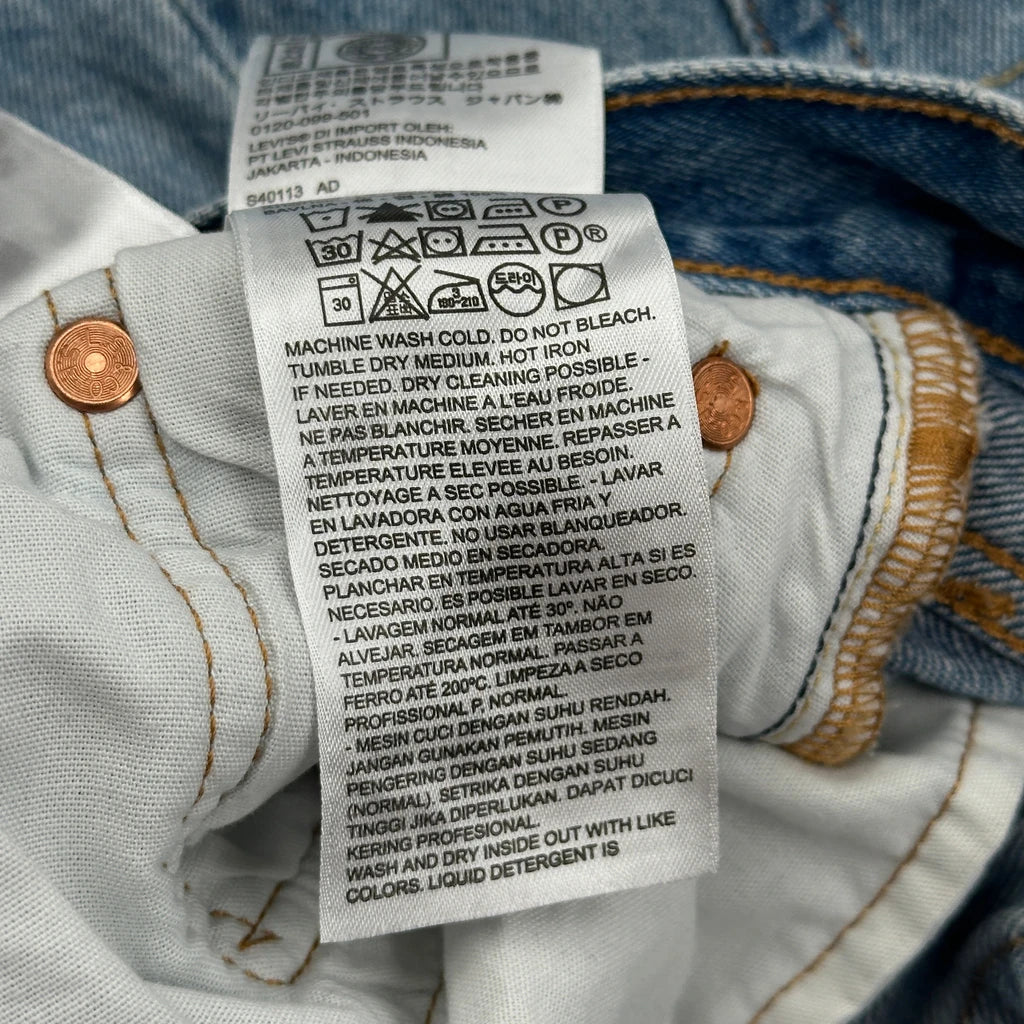 リーバイ・ストラウス ジャパン㈱
0120-099-501
LEVI'S® DI IMPORT OLEH:
PT LEVI STRAUSS INDONESIA
JAKARTA - INDONESIA
S40113 AD
P
30 P ®
30 3 180-210 드라이
MACHINE WASH COLD. DO NOT BLEACH.
TUMBLE DRY MEDIUM. HOT IRON
IF NEEDED. DRY CLEANING POSSIBLE -
LAVER EN MACHINE A L'EAU FROIDE.
NE PAS BLANCHIR. SECHER EN MACHINE
A TEMPERATURE MOYENNE. REPASSER A
TEMPERATURE ELEVEE AU BESOIN.
NETTOYAGE A SEC POSSIBLE. - LAVAR
EN LAVADORA CON AGUA FRIA Y
DETERGENTE. NO USAR BLANQUEADOR.
SECADO MEDIO EN SECADORA.
PLANCHAR EN TEMPERATURA ALTA SI ES
NECESARIO. ES POSIBLE LAVAR EN SECO.
- LAVAGEM NORMAL ATÉ 30º. NÃO
ALVEJAR. SECAGEM EM TAMBOR EM
TEMPERATURA NORMAL. PASSAR A
FERRO ATÉ 200ºC. LIMPEZA A SECO
PROFISSIONAL P, NORMAL.
- MESIN CUCI DENGAN SUHU RENDAH.
JANGAN GUNAKAN PEMUTIH. MESIN
PENGERING DENGAN SUHU SEDANG
(NORMAL). SETRIKA DENGAN SUHU
TINGGI JIKA DIPERLUKAN. DAPAT DICUCI
KERING PROFESIONAL.
WASH AND DRY INSIDE OUT WITH LIKE
COLORS. LIQUID DETERGENT IS